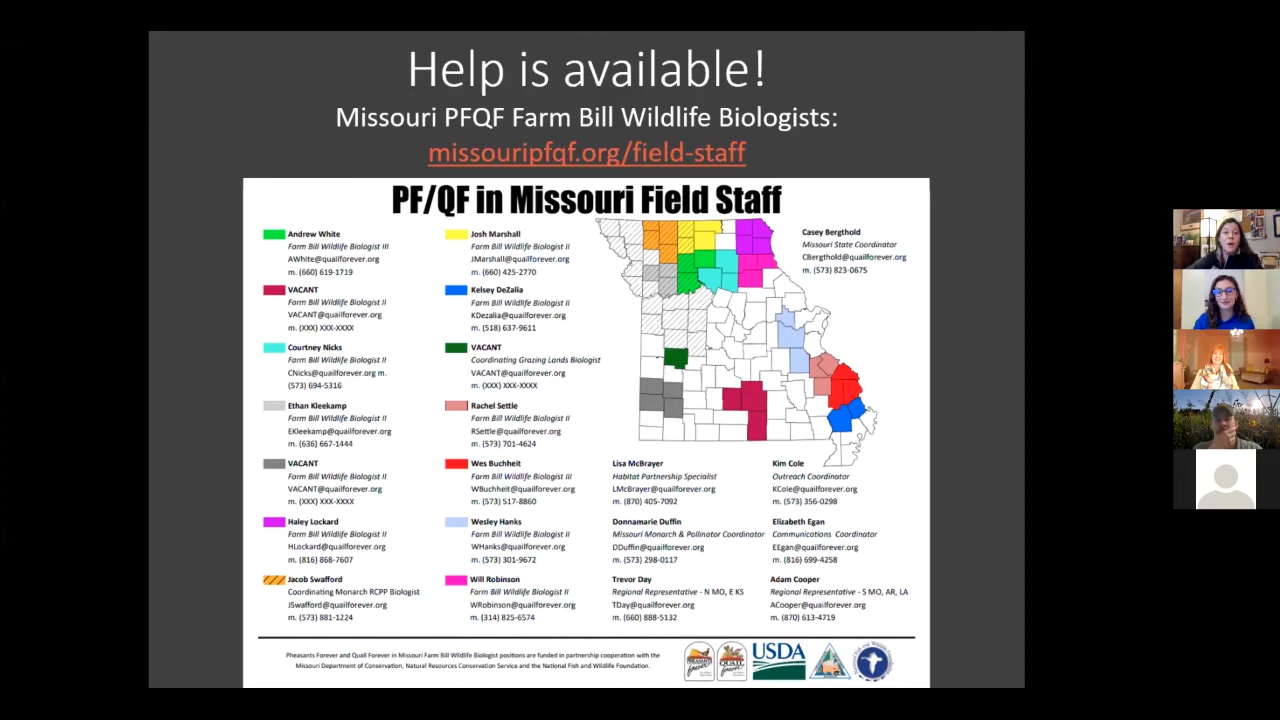 Help is available!
Missouri PFQF Farm Bill Wildlife Biologists:
missouripfqf.org/field-staff
PF/QF in Missouri Field Staff
Andrew White
Farm Bill Wildlife Biologist III
AWhite@quailforever.org
m. (660) 619-1719
VACANT
Farm Bill Wildlife Biologist II
VACANT@quailforever.org
m. (XXX) XXX-XXXX
Courtney Nicks
Farm Bill Wildlife Biologist II
CNicks@quailforever.org m.
(573) 694-5316
Ethan Kleekamp
Farm Bill Wildlife Biologist II
EKleekamp@quailforever.org
m. (636) 667-1444
VACANT
Farm Bill Wildlife Biologist II
VACANT@quailforever.org
m. (XXX) XXX-XXXX
Haley Lockard
Farm Bill Wildlife Biologist II
HLockard@quailforever.org
m. (816) 868-7607
Jacob Swafford
Coordinating Monarch RCPP Biologist
JSwafford@quailforever.org
m. (573) 881-1224
Josh Marshall
Farm Bill Wildlife Biologist II
JMarshall@quailforever.org
m. (660) 425-2770
Kelsey DeZalia
Farm Bill Wildlife Biologist II
KDezalia@quailforever.org
m. (518) 637-9611
VACANT
Coordinating Grazing Lands Biologist
VACANT@quailforever.org
m. (XXX) XXX-XXXX
Rachel Settle
Farm Bill Wildlife Biologist II
RSettle@quailforever.org
m. (573) 701-4624
Wes Buchheit
Farm Bill Wildlife Biologist III
WBuchheit@quailforever.org
m. (573) 517-8860
Wesley Hanks
Farm Bill Wildlife Biologist II
WHanks@quailforever.org
m. (573) 301-9672
Will Robinson
Farm Bill Wildlife Biologist II
WRobinson@quailforever.org
m. (314) 825-6574
Casey Bergthold
Missouri State Coordinator
CBergthold@quailforever.org
m. (573) 823-0675
Lisa McBrayer
Habitat Partnership Specialist
LMcBrayer@quailforever.org
m. (870) 405-7092
Donnamarie Duffin
Missouri Monarch & Pollinator Coordinator
DDuffin@quailforever.org
m. (573) 298-0117
Trevor Day
Regional Representative - N MO, E KS
TDay@quailforever.org
m. (660) 888-5132
Kim Cole
Outreach Coordinator
KCole@quailforever.org
m. (573) 356-0298
Elizabeth Egan
Communications Coordinator
EEgan@quailforever.org
m. (816) 699-4258
Adam Cooper
Regional Representative - S MO, AR, LA
ACooper@quailforever.org
m. (870) 613-4719
Pheasants Forever and Quail Forever in Missouri Farm Bill Wildlife Biologist positions are funded in partnership cooperation with the
Missouri Department of Conservation, Natural Resources Conservation Service and the National Fish and Wildlife Foundation.
USDA